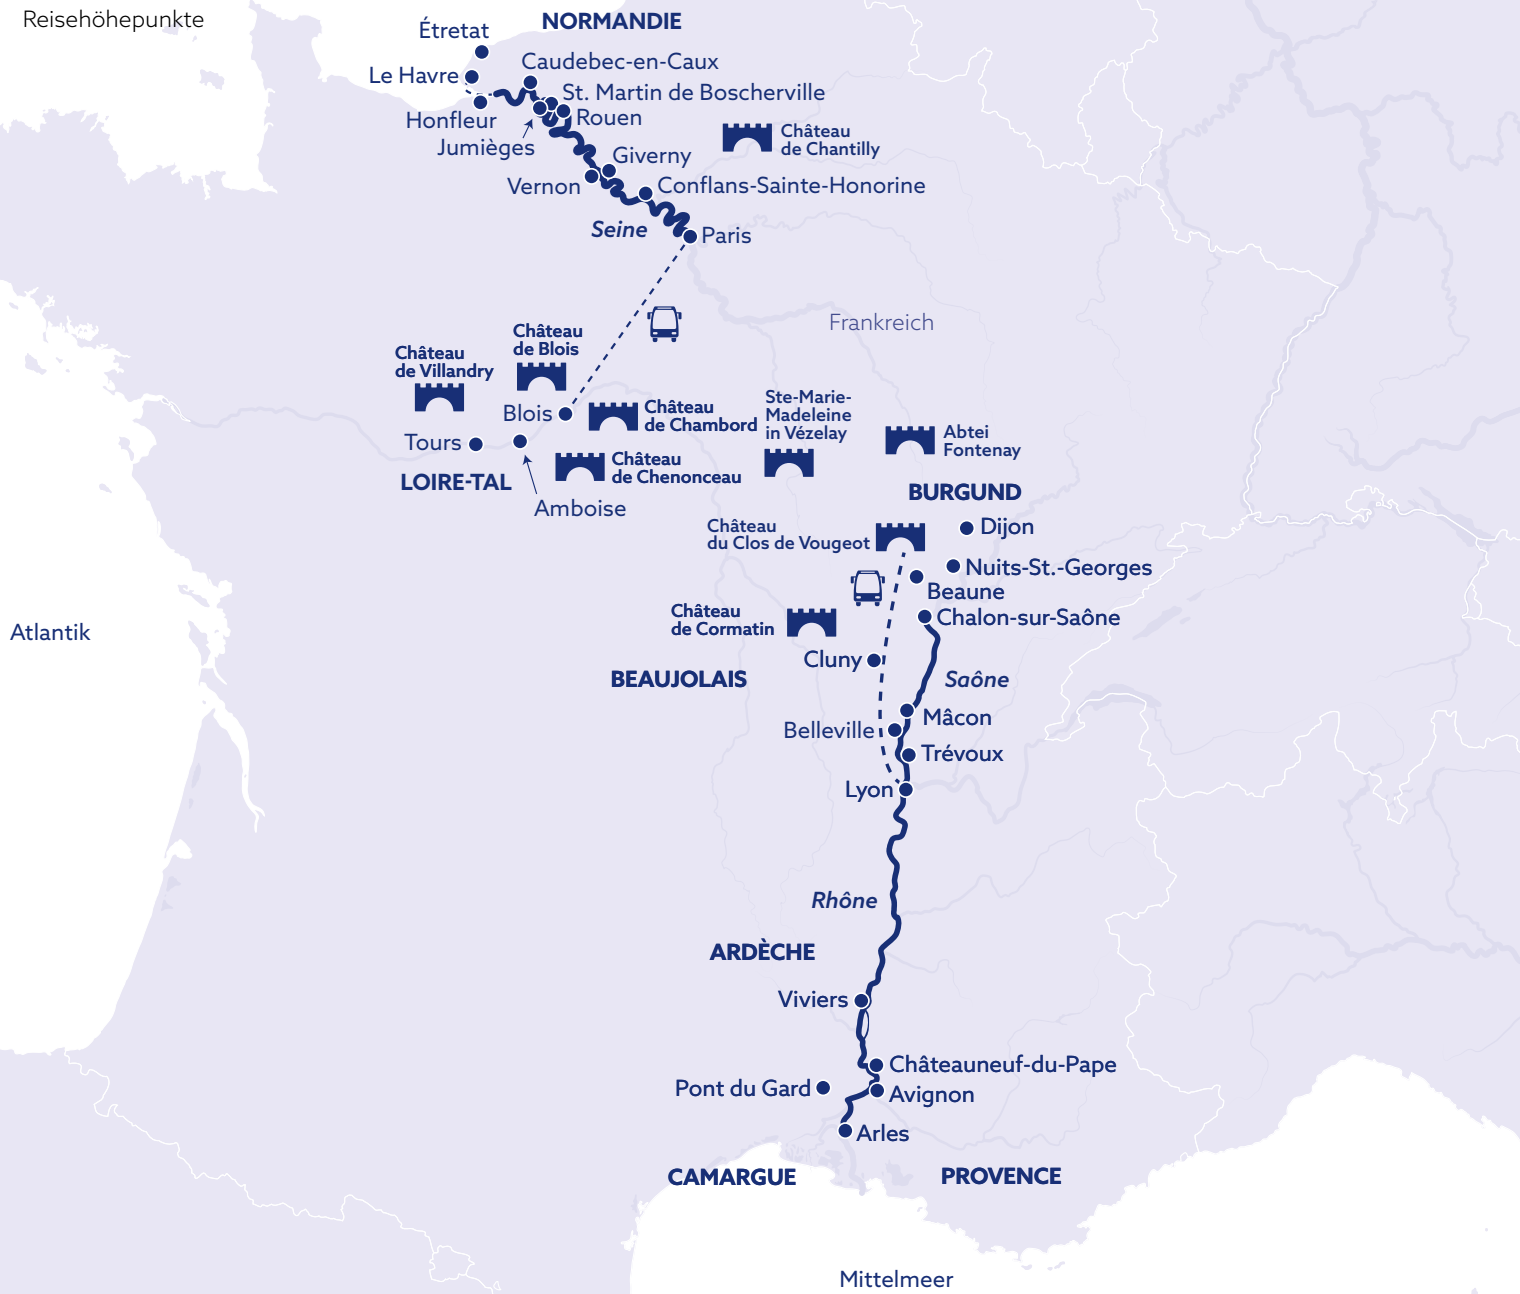 Reisehöhepunkte
NORMANDIE
Étretat
Caudebec-en-Caux
Le Havre
St. Martin de Boscherville
Honfleur
Rouen
Jumièges
Château
de Chantilly
Giverny
Vernon
Conflans-Sainte-Honorine
Seine
Paris
Frankreich
Château
de Blois
Château
de Villandry
Blois
Château
de Chambord
Ste-Marie-
Madeleine
in Vézelay
Abtei
Fontenay
Tours
Château
de Chenonceau
LOIRE-TAL
Amboise
BURGUND
Château
du Clos de Vougeot
Dijon
Nuits-St.-Georges
Beaune
Château
de Cormatin
Chalon-sur-Saône
Atlantik
Cluny
BEAUJOLAIS
Saône
Mâcon
Belleville
Trévoux
Lyon
Rhône
ARDÈCHE
Viviers
Châteauneuf-du-Pape
Pont du Gard
Avignon
Arles
CAMARGUE
PROVENCE
Mittelmeer